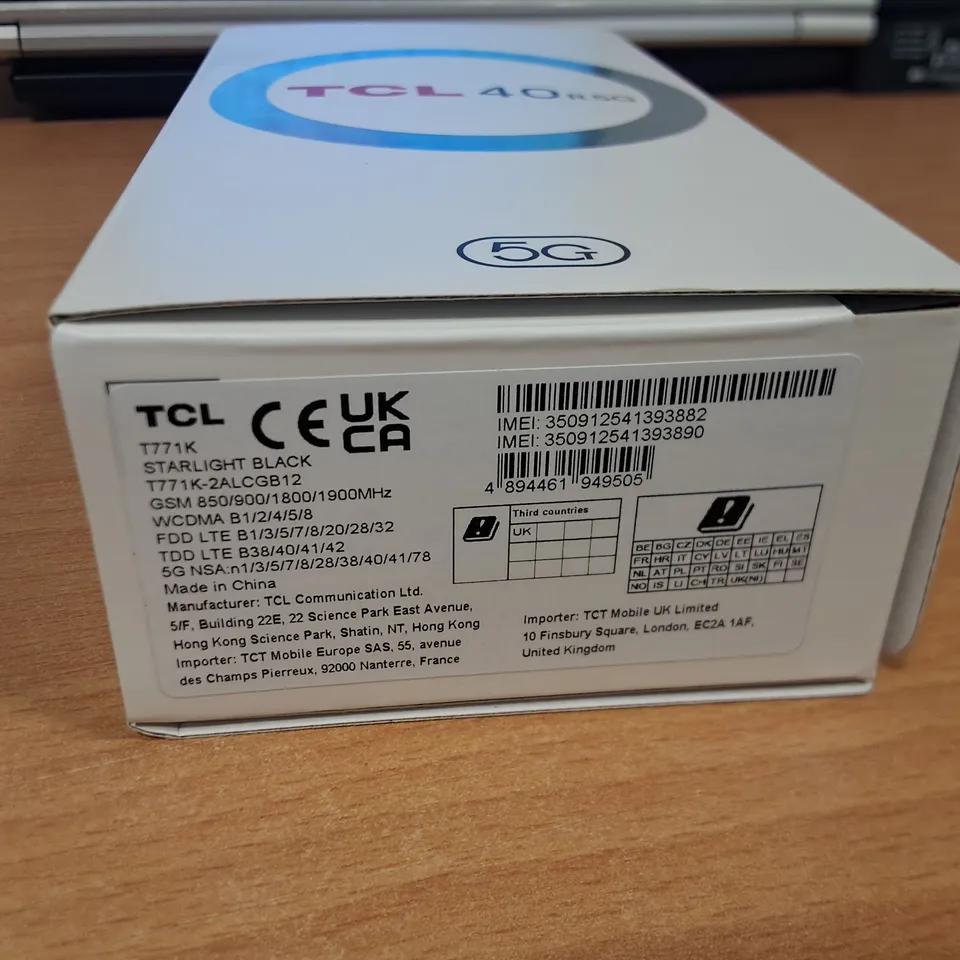 TCL 40 R 5G
5G
TCL
CE UK CA
T771K
STARLIGHT BLACK
T771K-2ALCGB12
GSM 850/900/1800/1900MHz
WCDMA B1/2/4/5/8
FDD LTE B1/3/5/7/8/20/28/32
TDD LTE B38/40/41/42
5G NSA:n1/3/5/7/8/28/38/40/41/78
Made in China
Manufacturer: TCL Communication Ltd.
5/F, Building 22E, 22 Science Park East Avenue,
Hong Kong Science Park, Shatin, NT, Hong Kong
Importer: TCT Mobile Europe SAS, 55, avenue
des Champs Pierreux, 92000 Nanterre, France
IMEI: 350912541393882
IMEI: 350912541393890
4 894461 949505
Third countries
UK
BE BG CZ DK DE EE IE EL ES
FR HR IT CY LV LT LU HU MT
NL AT PL PT RO SI SK FI SE
NO IS LI CH TR UK(NI)
Importer: TCT Mobile UK Limited
10 Finsbury Square, London, EC2A 1AF,
United Kingdom